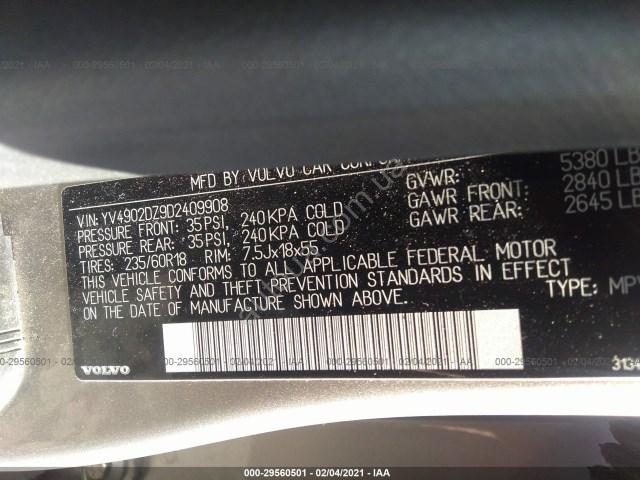 MFD BY VOLVO CAR
VIN: YV4902DZ9D2409908
PRESSURE FRONT: 35PSI, 240KPA COLD
PRESSURE REAR: 35PSI, 240KPA COLD
TIRES: 235/60R18 RIM: 7.5Jx18x55
THIS VEHICLE CONFORMS TO ALL APPLICABLE FEDERAL MOTOR
VEHICLE SAFETY AND THEFT PREVENTION STANDARDS IN EFFECT
ON THE DATE OF MANUFACTURE SHOWN ABOVE.
GVWR: 5380 LB
GAWR FRONT: 2840 LB
GAWR REAR: 2645 LB
TYPE: MPV
VOLVO
3134
000-29560501 - 02/04/2021 - IAA